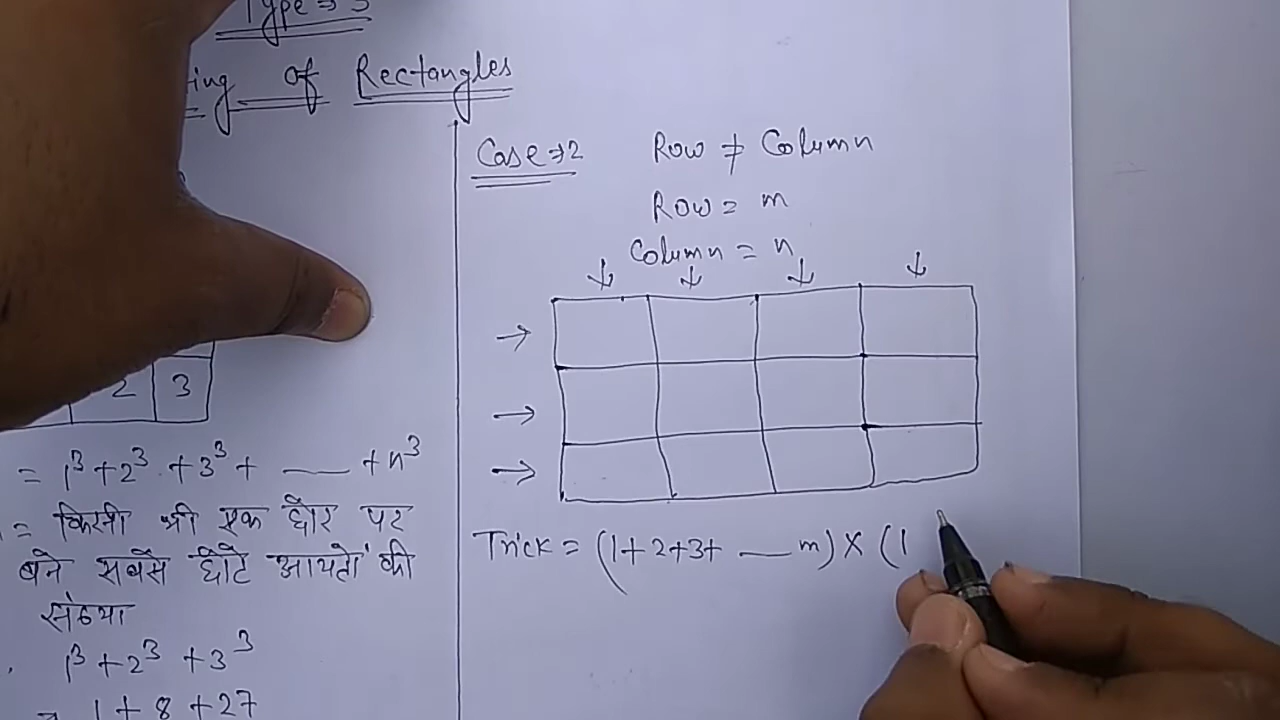 Type ⇒ 3
ing of Rectangles
2 3
= 1³ + 2³ + 3³ + —— + n³
= किसी भी एक छोर पर
बने सबसे छोटे आयतों की
संख्या
1³ + 2³ + 3³
1 + 8 + 27
Case ⇒ 2 Row ≠ Column
Row = m
Column = n
Trick = (1+2+3+ —— m) × (1